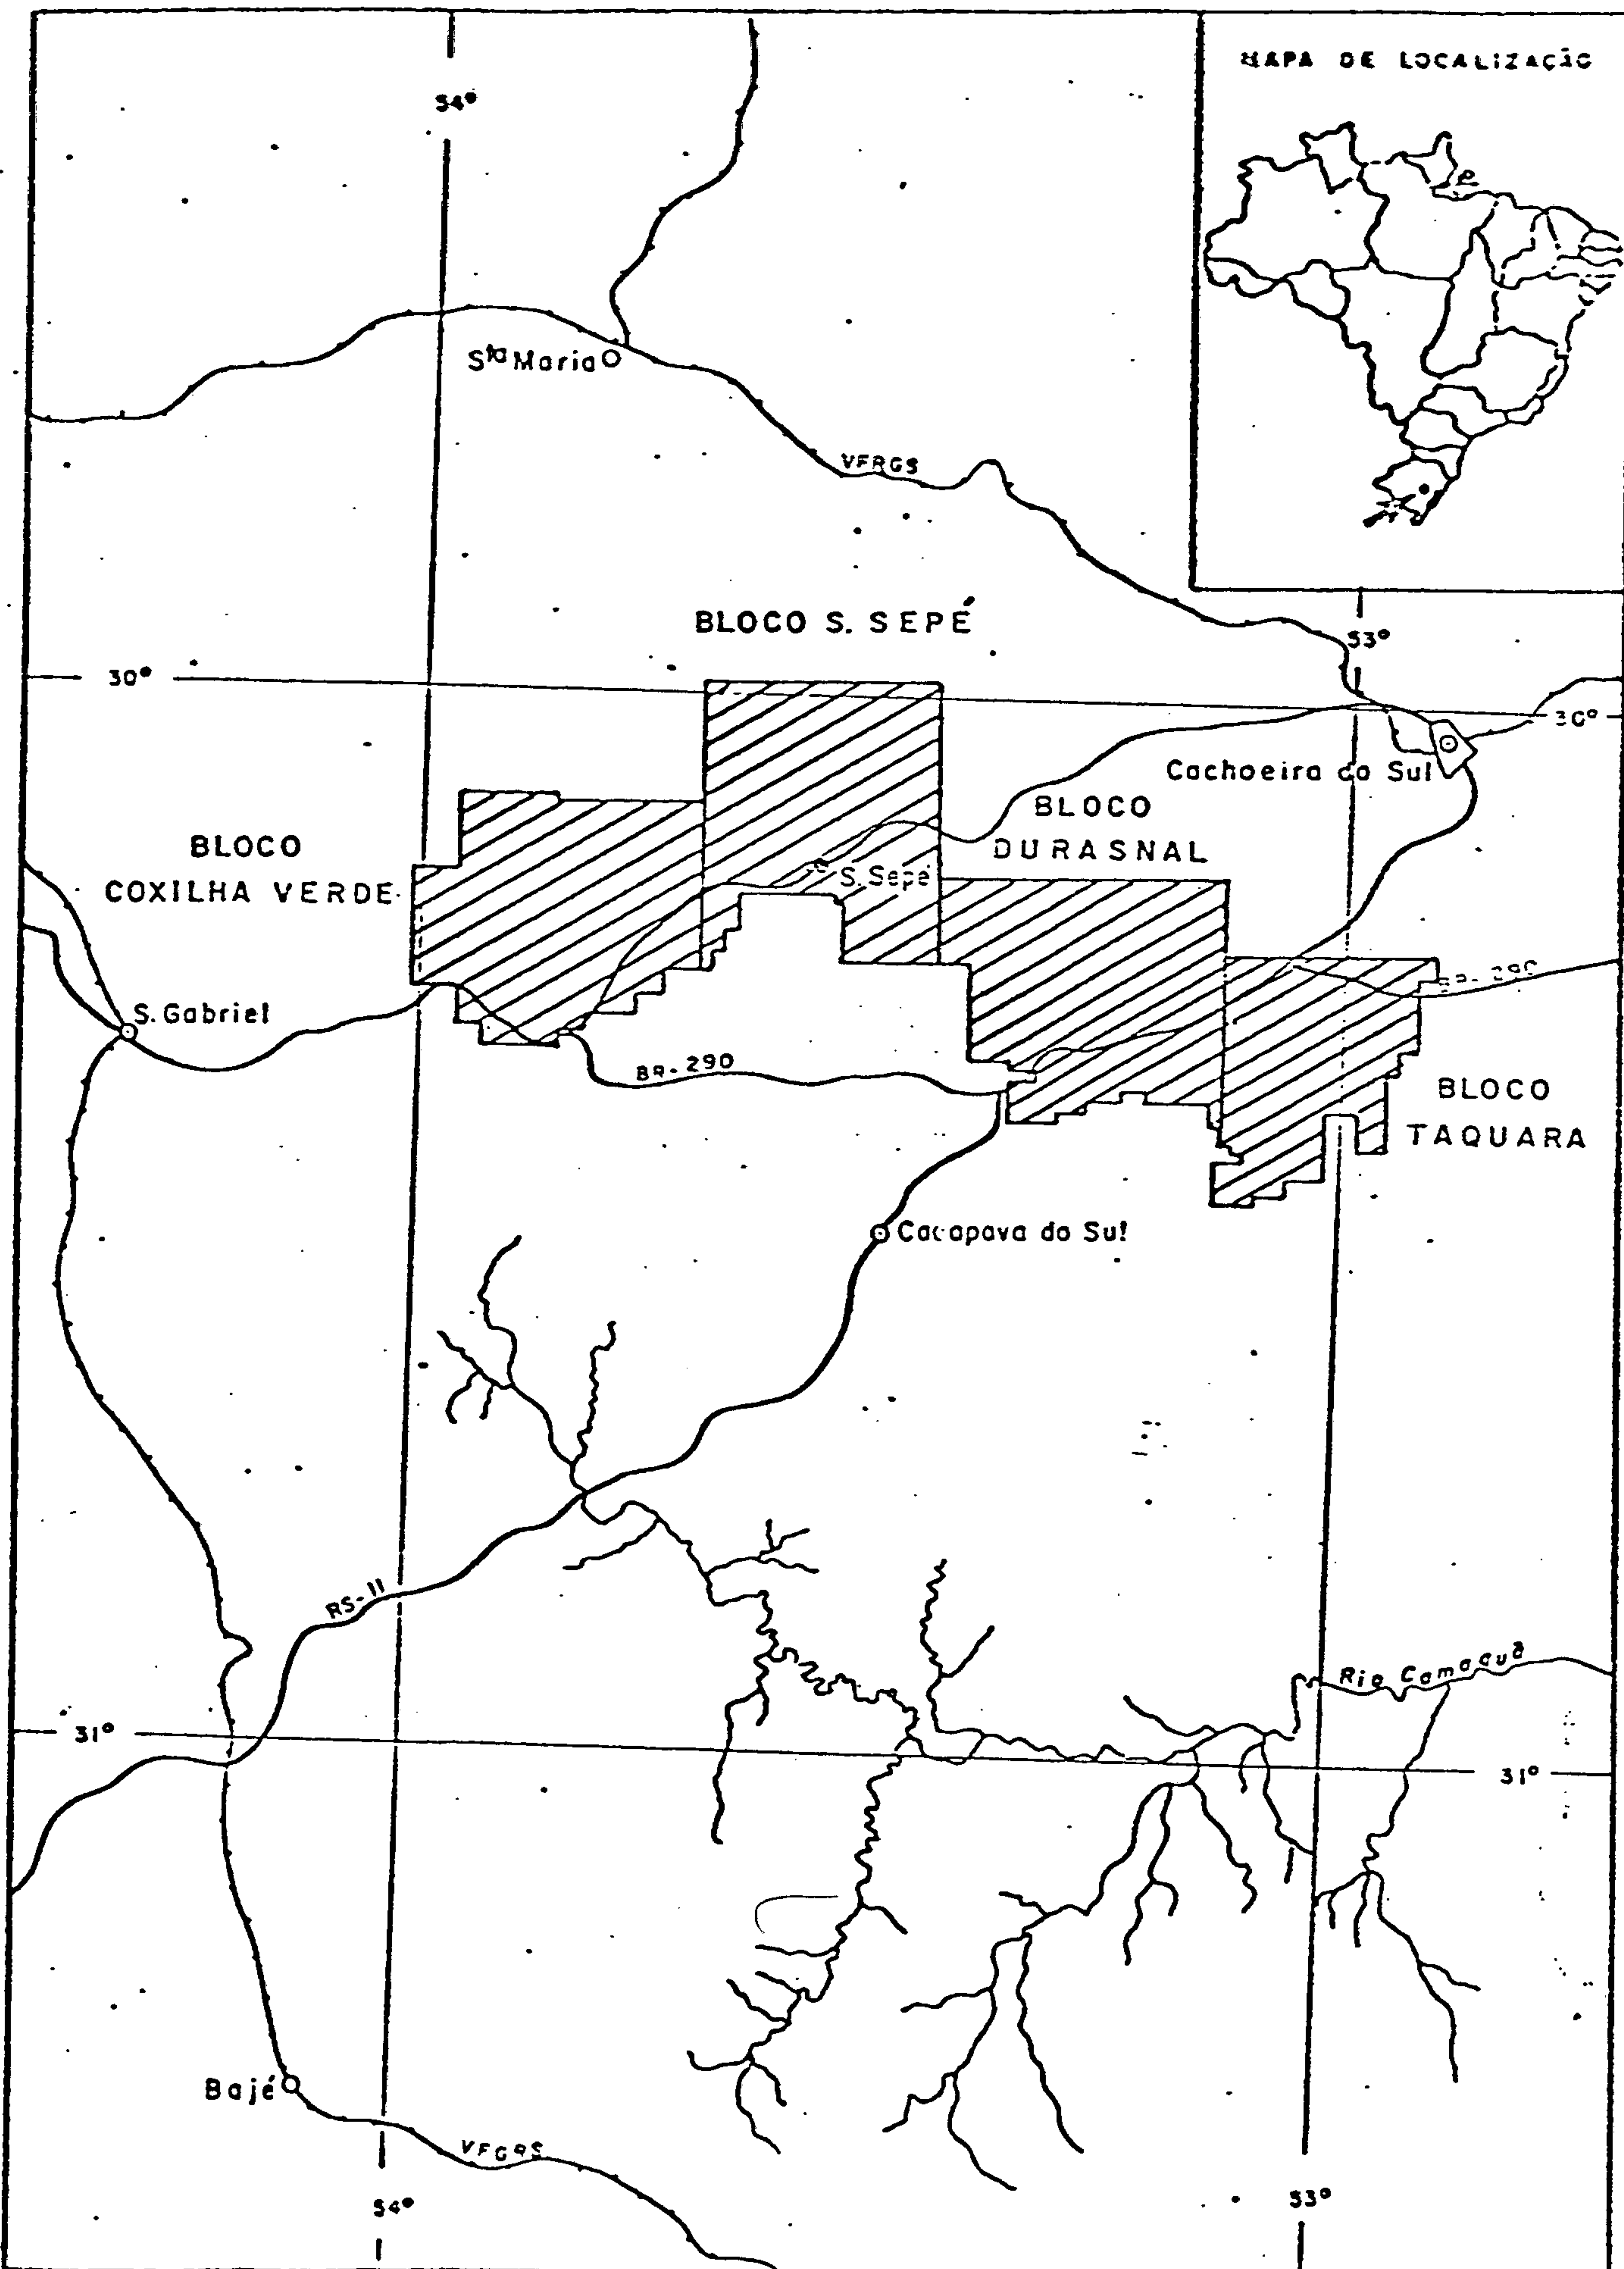 MAPA DE LOCALIZAÇÃO
54°
Sta Maria
VFRGS
BLOCO S. SEPÉ
53°
30°
30°
Cachoeira do Sul
BLOCO
DURASNAL
BLOCO
COXILHA VERDE
S. Sepé
BR-290
S. Gabriel
BR-290
BLOCO
TAQUARA
Caçapava do Sul
RS-11
Rio Camaquã
31°
31°
Bajé
VFGRS
54°
53°